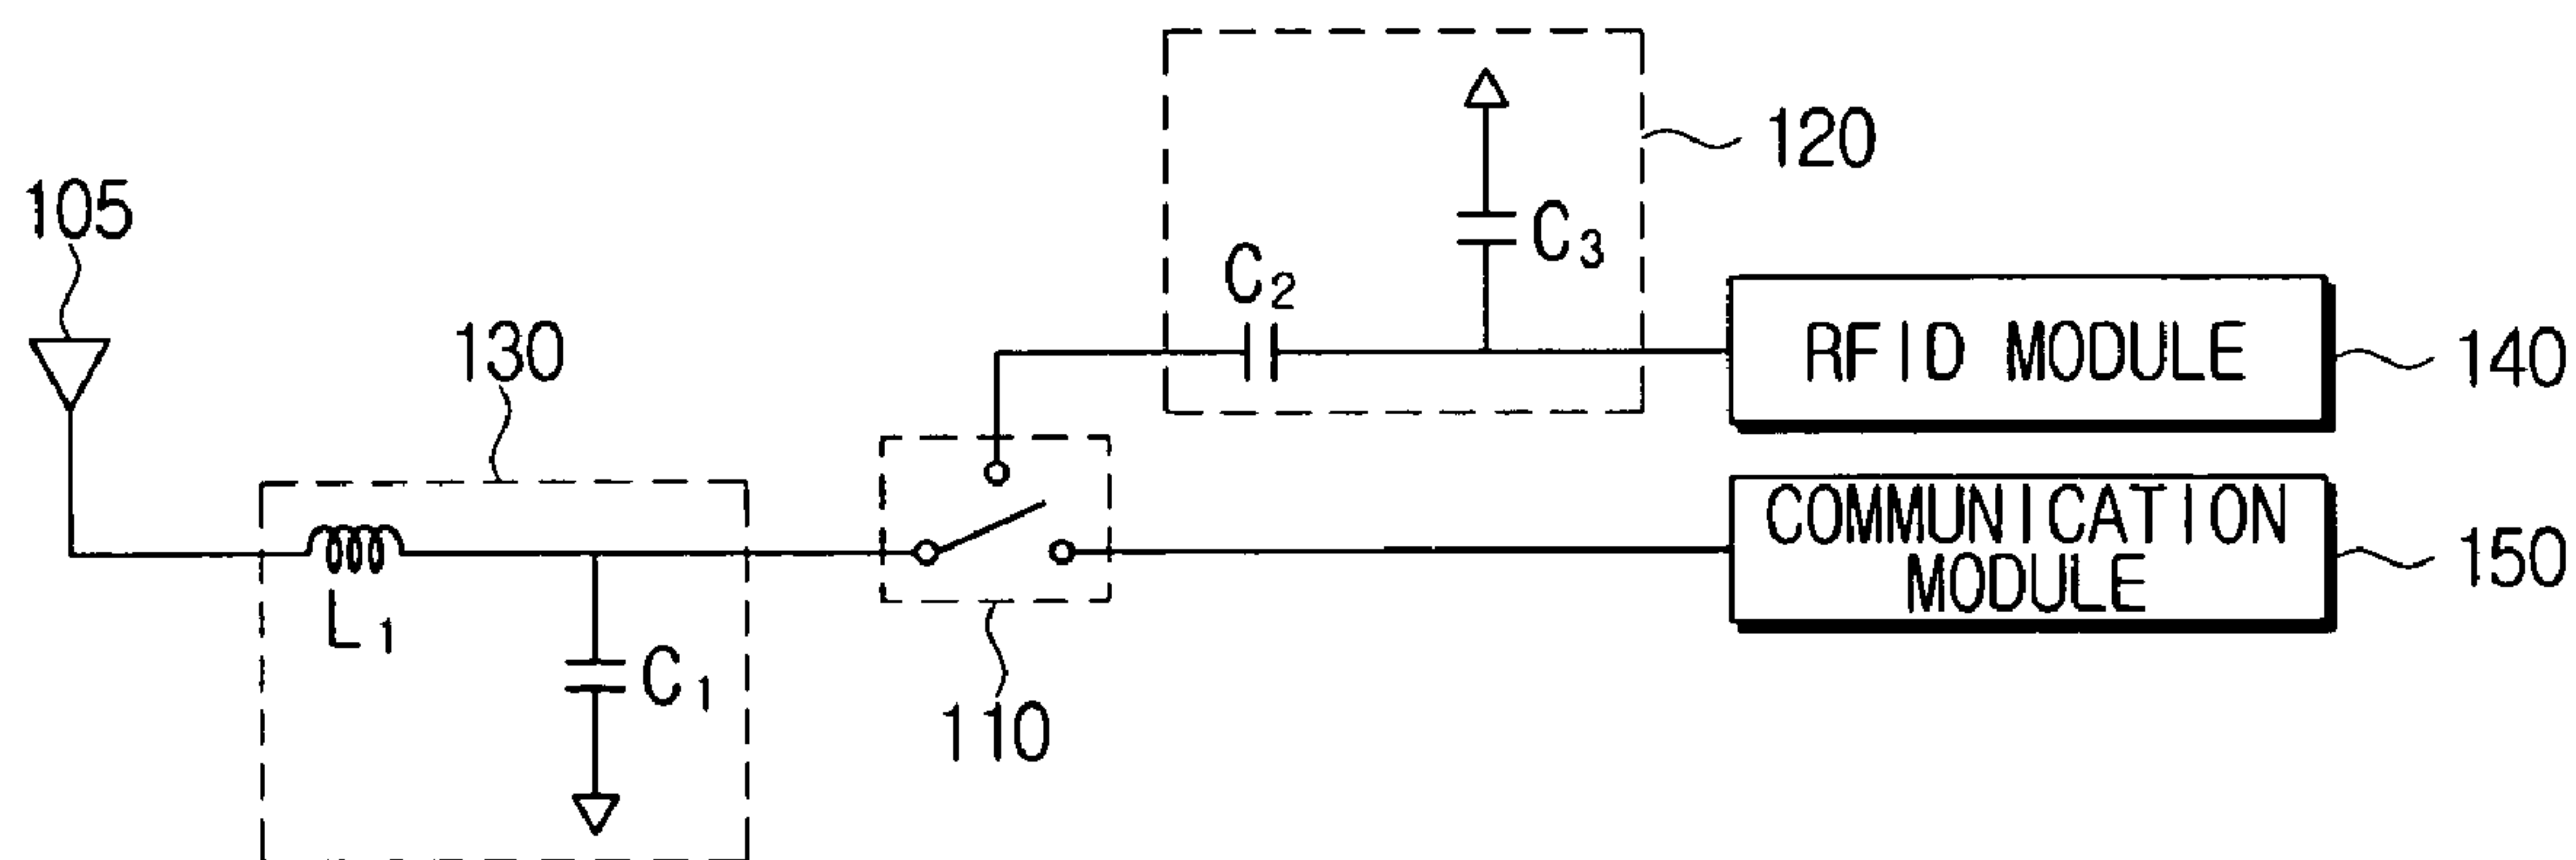 120
105
C3
C2
130
RFID MODULE
140
COMMUNICATION
MODULE
150
L1
C1
110